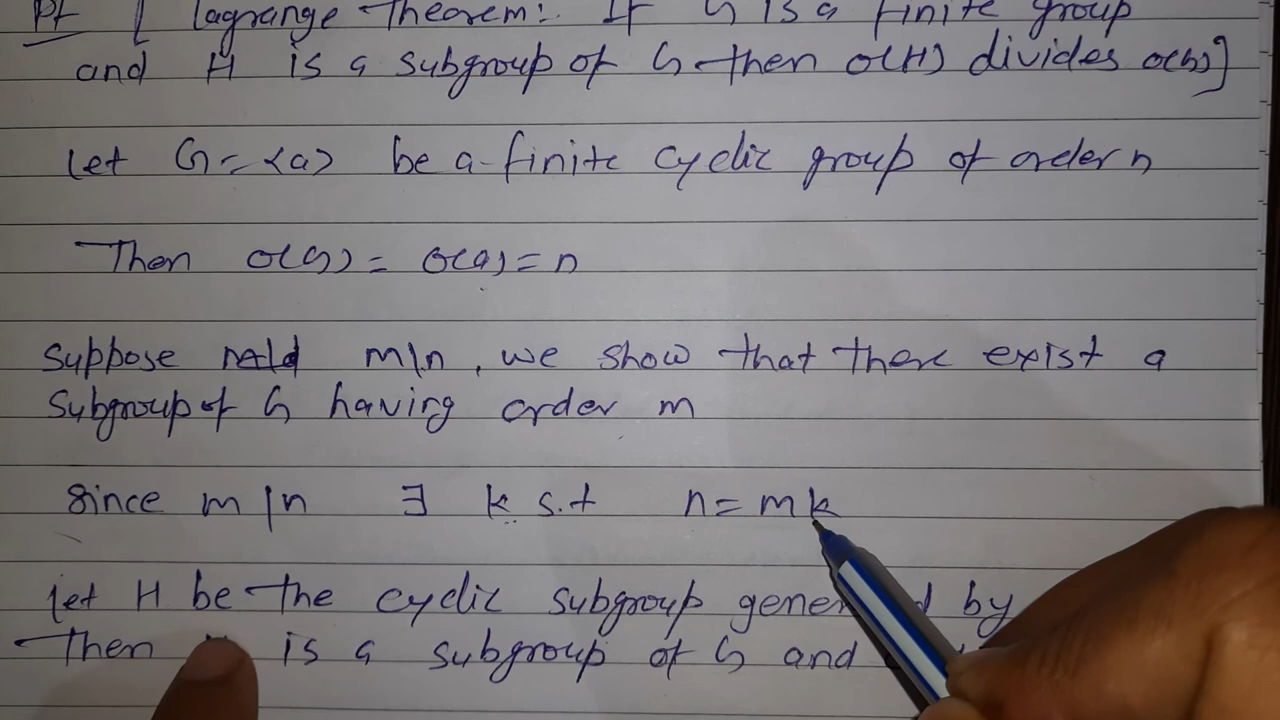 Pf [ Lagrange Theorem: If G is a finite group
and H is a subgroup of G then o(H) divides o(G)]
Let G = <a> be a finite cyclic group of order n
Then o(G) = o(a) = n
Suppose m|n, we show that there exist a
Subgroup of G having order m
Since m|n ∃ k s.t n = mk
Let H be the cyclic subgroup by
Then is a subgroup of G and